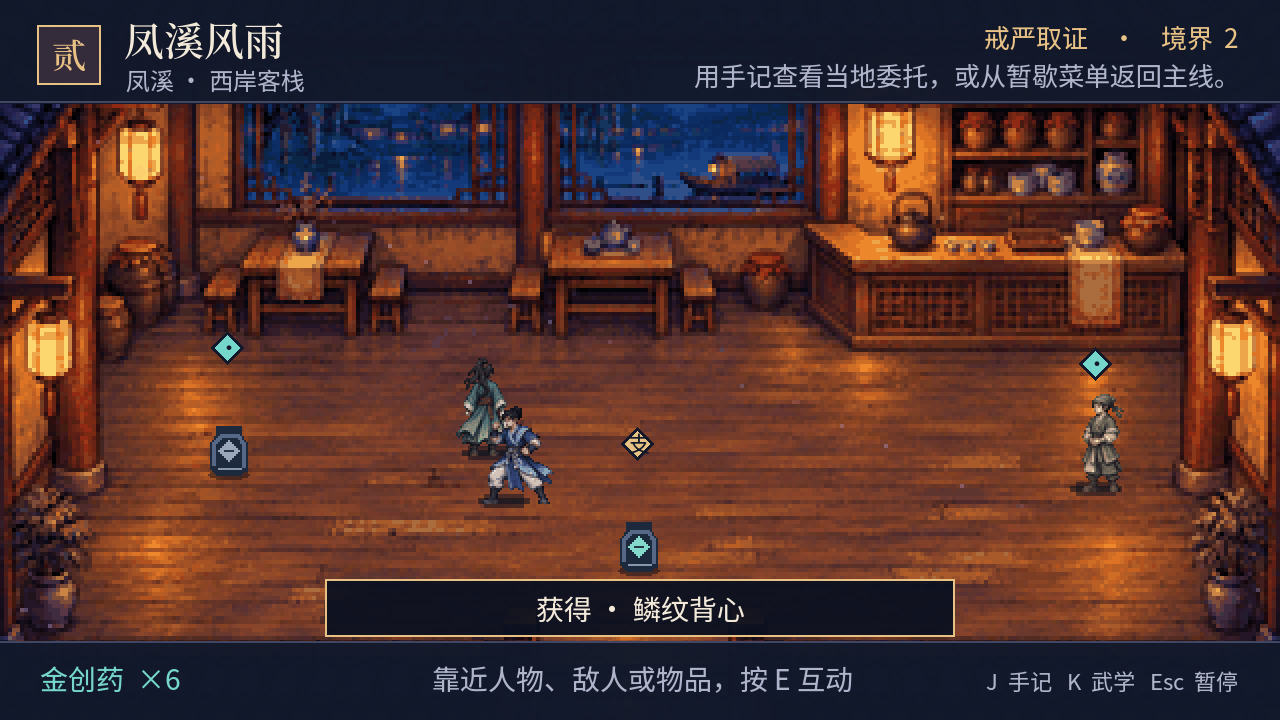 贰
凤溪风雨
凤溪 · 西岸客栈
戒严取证 · 境界 2
用手记查看当地委托，或从暂歇菜单返回主线。
获得 · 鳞纹背心
金创药 ×6
靠近人物、敌人或物品，按 E 互动
J 手记 K 武学 Esc 暂停